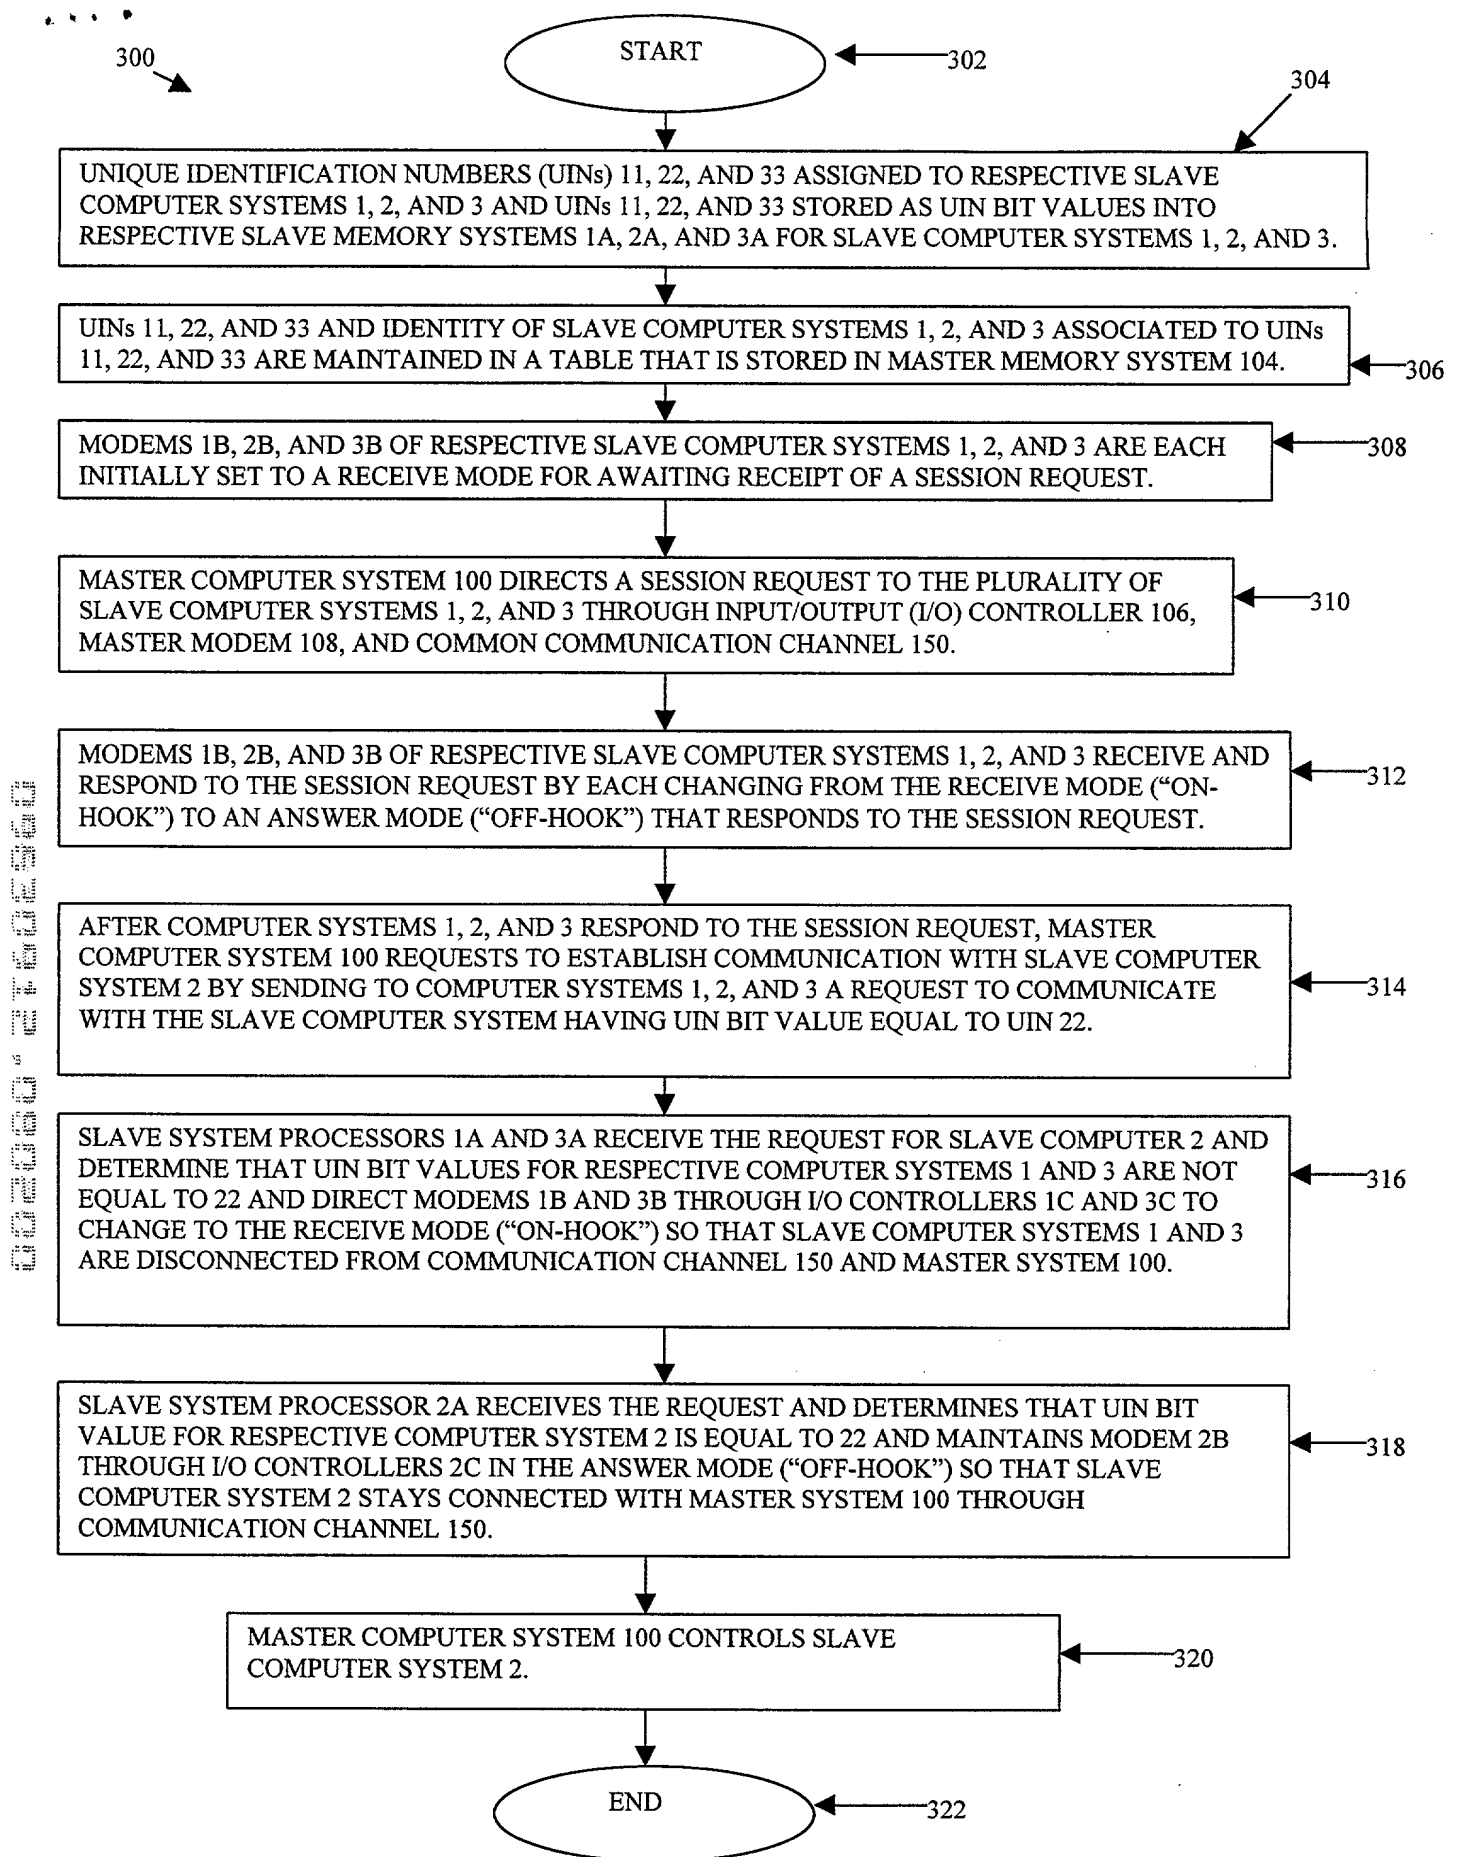 START
302
300
304
UNIQUE IDENTIFICATION NUMBERS (UINs) 11, 22, AND 33 ASSIGNED TO RESPECTIVE SLAVE
COMPUTER SYSTEMS 1, 2, AND 3 AND UINs 11, 22, AND 33 STORED AS UIN BIT VALUES INTO
RESPECTIVE SLAVE MEMORY SYSTEMS 1A, 2A, AND 3A FOR SLAVE COMPUTER SYSTEMS 1, 2, AND 3.
UINs 11, 22, AND 33 AND IDENTITY OF SLAVE COMPUTER SYSTEMS 1, 2, AND 3 ASSOCIATED TO UINs
11, 22, AND 33 ARE MAINTAINED IN A TABLE THAT IS STORED IN MASTER MEMORY SYSTEM 104.
306
MODEMS 1B, 2B, AND 3B OF RESPECTIVE SLAVE COMPUTER SYSTEMS 1, 2, AND 3 ARE EACH
INITIALLY SET TO A RECEIVE MODE FOR AWAITING RECEIPT OF A SESSION REQUEST.
308
MASTER COMPUTER SYSTEM 100 DIRECTS A SESSION REQUEST TO THE PLURALITY OF
SLAVE COMPUTER SYSTEMS 1, 2, AND 3 THROUGH INPUT/OUTPUT (I/O) CONTROLLER 106,
MASTER MODEM 108, AND COMMON COMMUNICATION CHANNEL 150.
310
MODEMS 1B, 2B, AND 3B OF RESPECTIVE SLAVE COMPUTER SYSTEMS 1, 2, AND 3 RECEIVE AND
RESPOND TO THE SESSION REQUEST BY EACH CHANGING FROM THE RECEIVE MODE (“ON-
HOOK”) TO AN ANSWER MODE (“OFF-HOOK”) THAT RESPONDS TO THE SESSION REQUEST.
312
AFTER COMPUTER SYSTEMS 1, 2, AND 3 RESPOND TO THE SESSION REQUEST, MASTER
COMPUTER SYSTEM 100 REQUESTS TO ESTABLISH COMMUNICATION WITH SLAVE COMPUTER
SYSTEM 2 BY SENDING TO COMPUTER SYSTEMS 1, 2, AND 3 A REQUEST TO COMMUNICATE
WITH THE SLAVE COMPUTER SYSTEM HAVING UIN BIT VALUE EQUAL TO UIN 22.
314
SLAVE SYSTEM PROCESSORS 1A AND 3A RECEIVE THE REQUEST FOR SLAVE COMPUTER 2 AND
DETERMINE THAT UIN BIT VALUES FOR RESPECTIVE COMPUTER SYSTEMS 1 AND 3 ARE NOT
EQUAL TO 22 AND DIRECT MODEMS 1B AND 3B THROUGH I/O CONTROLLERS 1C AND 3C TO
CHANGE TO THE RECEIVE MODE (“ON-HOOK”) SO THAT SLAVE COMPUTER SYSTEMS 1 AND 3
ARE DISCONNECTED FROM COMMUNICATION CHANNEL 150 AND MASTER SYSTEM 100.
316
SLAVE SYSTEM PROCESSOR 2A RECEIVES THE REQUEST AND DETERMINES THAT UIN BIT
VALUE FOR RESPECTIVE COMPUTER SYSTEM 2 IS EQUAL TO 22 AND MAINTAINS MODEM 2B
THROUGH I/O CONTROLLERS 2C IN THE ANSWER MODE (“OFF-HOOK”) SO THAT SLAVE
COMPUTER SYSTEM 2 STAYS CONNECTED WITH MASTER SYSTEM 100 THROUGH
COMMUNICATION CHANNEL 150.
318
MASTER COMPUTER SYSTEM 100 CONTROLS SLAVE
COMPUTER SYSTEM 2.
320
END
322